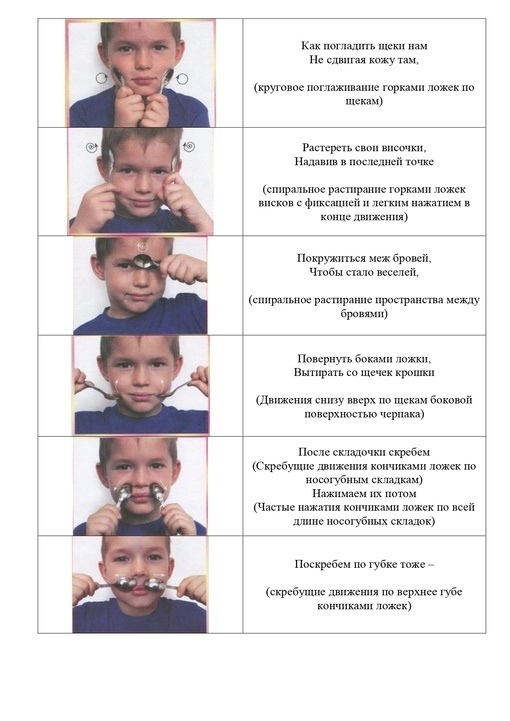 Как погладить щеки нам
Не сдвигая кожу там,
(круговое поглаживание горками ложек по
щекам)
Растереть свои височки,
Надавив в последней точке
(спиральное растирание горками ложек
висков с фиксацией и легким нажатием в
конце движения)
Покружиться меж бровей,
Чтобы стало веселей,
(спиральное растирание пространства между
бровями)
Повернуть боками ложки,
Вытирать со щечек крошки
(Движения снизу вверх по щекам боковой
поверхностью черпака)
После складочки скребем
(Скребущие движения кончиками ложек по
носогубным складкам)
Нажимаем их потом
(Частые нажатия кончиками ложек по всей
длине носогубных складок)
Поскребем по губке тоже –
(скребущие движения по верхнее губе
кончиками ложек)